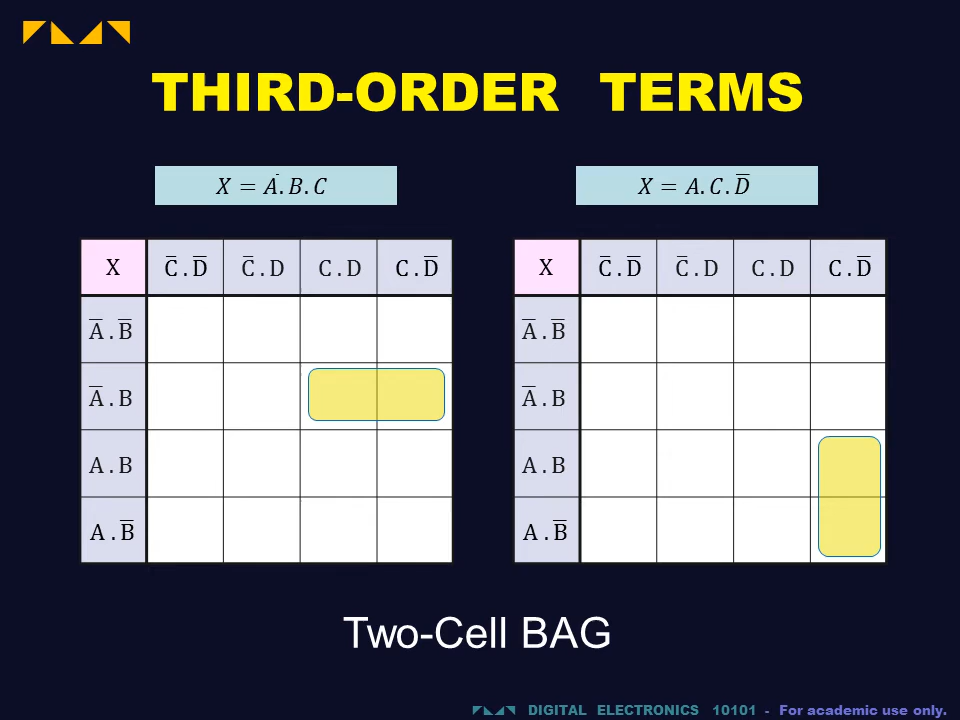 THIRD-ORDER TERMS
X = A̅.B.C X = A.C.D̅
X C̅.D̅ C̅.D C.D C.D̅ X C̅.D̅ C̅.D C.D C.D̅
A̅.B̅ A̅.B̅
A̅.B A̅.B
A.B A.B
A.B̅ A.B̅
Two-Cell BAG
DIGITAL ELECTRONICS 10101 - For academic use only.